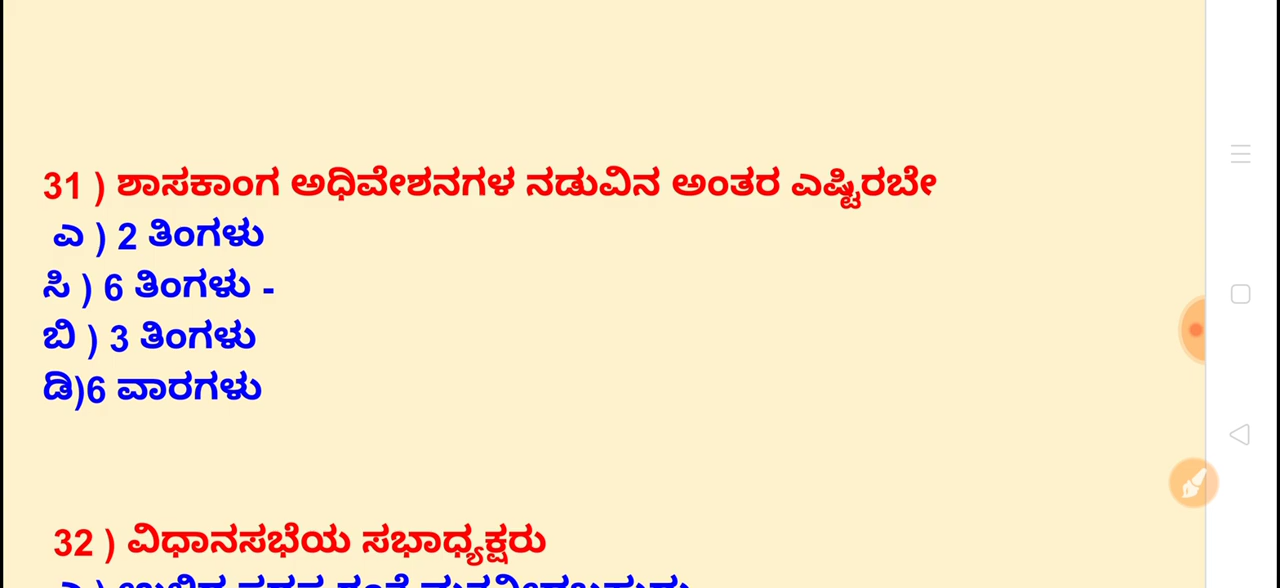 31 ) ಶಾಸಕಾಂಗ ಅಧಿವೇಶನಗಳ ನಡುವಿನ ಅಂತರ ಎಷ್ಟಿರಬೇ
ಎ ) 2 ತಿಂಗಳು
ಸಿ ) 6 ತಿಂಗಳು -
ಬಿ ) 3 ತಿಂಗಳು
ಡಿ)6 ವಾರಗಳು
32 ) ವಿಧಾನಸಭೆಯ ಸಭಾಧ್ಯಕ್ಷರು